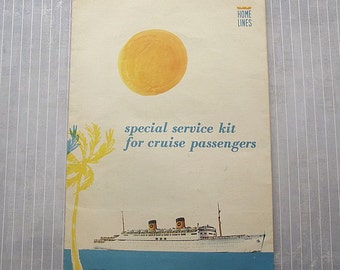 HOME
LINES
special service kit
for cruise passengers